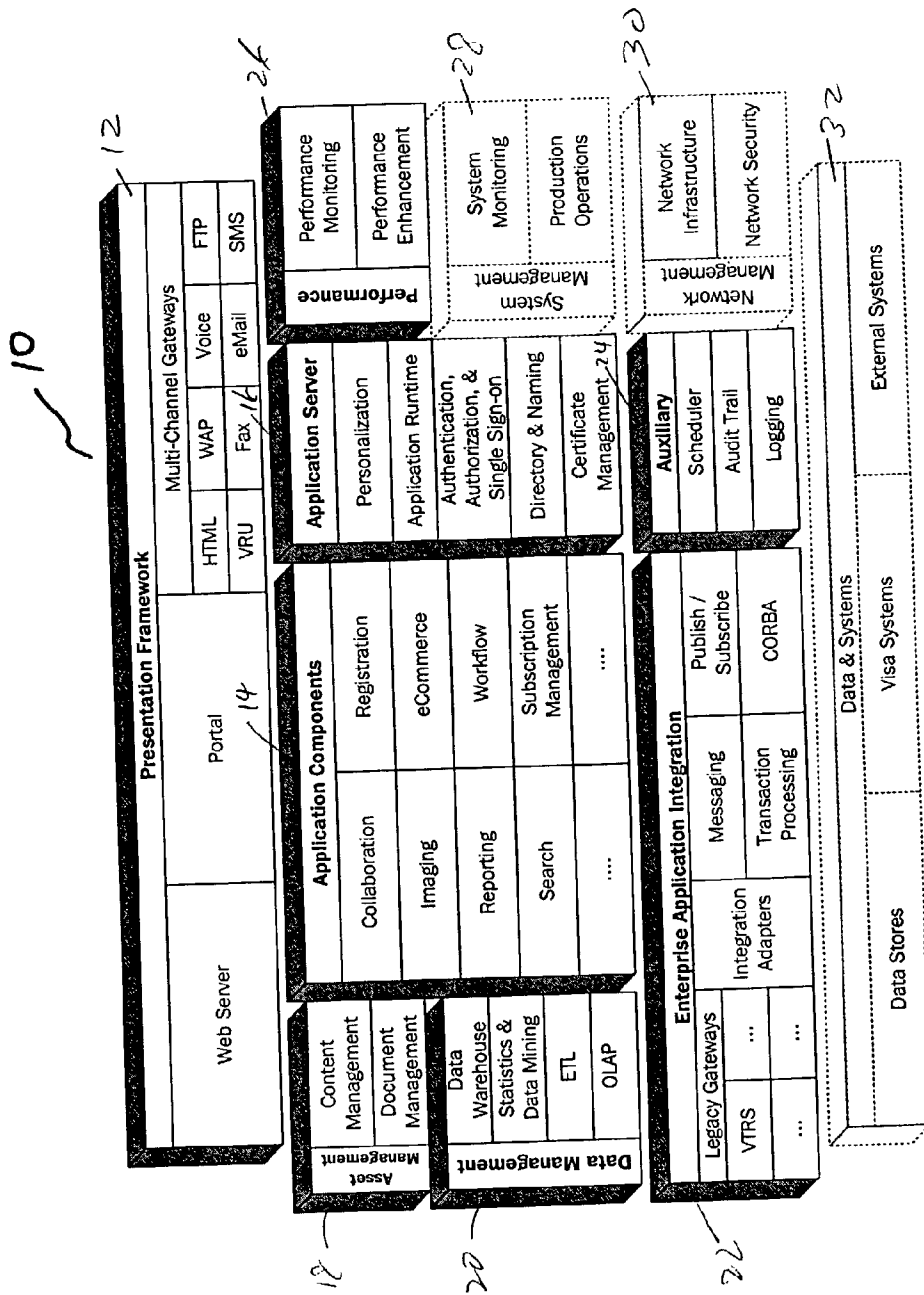 10
12
Presentation Framework
Web Server
Portal
Multi-Channel Gateways
HTML
WAP
Voice
FTP
VRU
Fax
eMail
SMS
18
Asset
Management
Content
Management
Document
Management
20
Data Management
Data
Warehouse
Statistics &
Data Mining
ETL
OLAP
14
Application Components
Collaboration
Registration
Imaging
eCommerce
Reporting
Workflow
Search
Subscription
Management
....
....
16
Application Server
Personalization
Application Runtime
Authentication,
Authorization, &
Single Sign-on
Directory & Naming
Certificate
Management
26
Performance
Performance
Monitoring
Performance
Enhancement
28
System
Management
System
Monitoring
Production
Operations
22
Enterprise Application Integration
Legacy Gateways
VTRS
...
...
...
Integration
Adapters
Messaging
Publish /
Subscribe
Transaction
Processing
CORBA
24
Auxiliary
Scheduler
Audit Trail
Logging
30
Network
Management
Network
Infrastructure
Network Security
32
Data & Systems
Data Stores
Visa Systems
External Systems